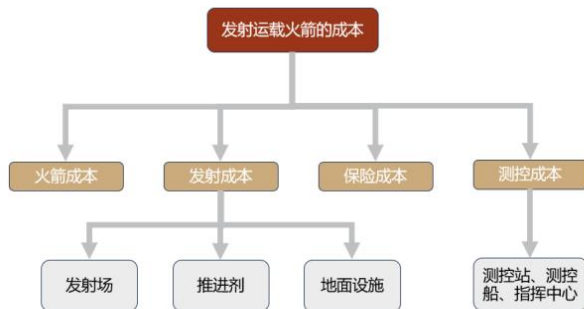 发射运载火箭的成本
火箭成本
发射成本
保险成本
测控成本
发射场
推进剂
地面设施
测控站、测控
船、指挥中心